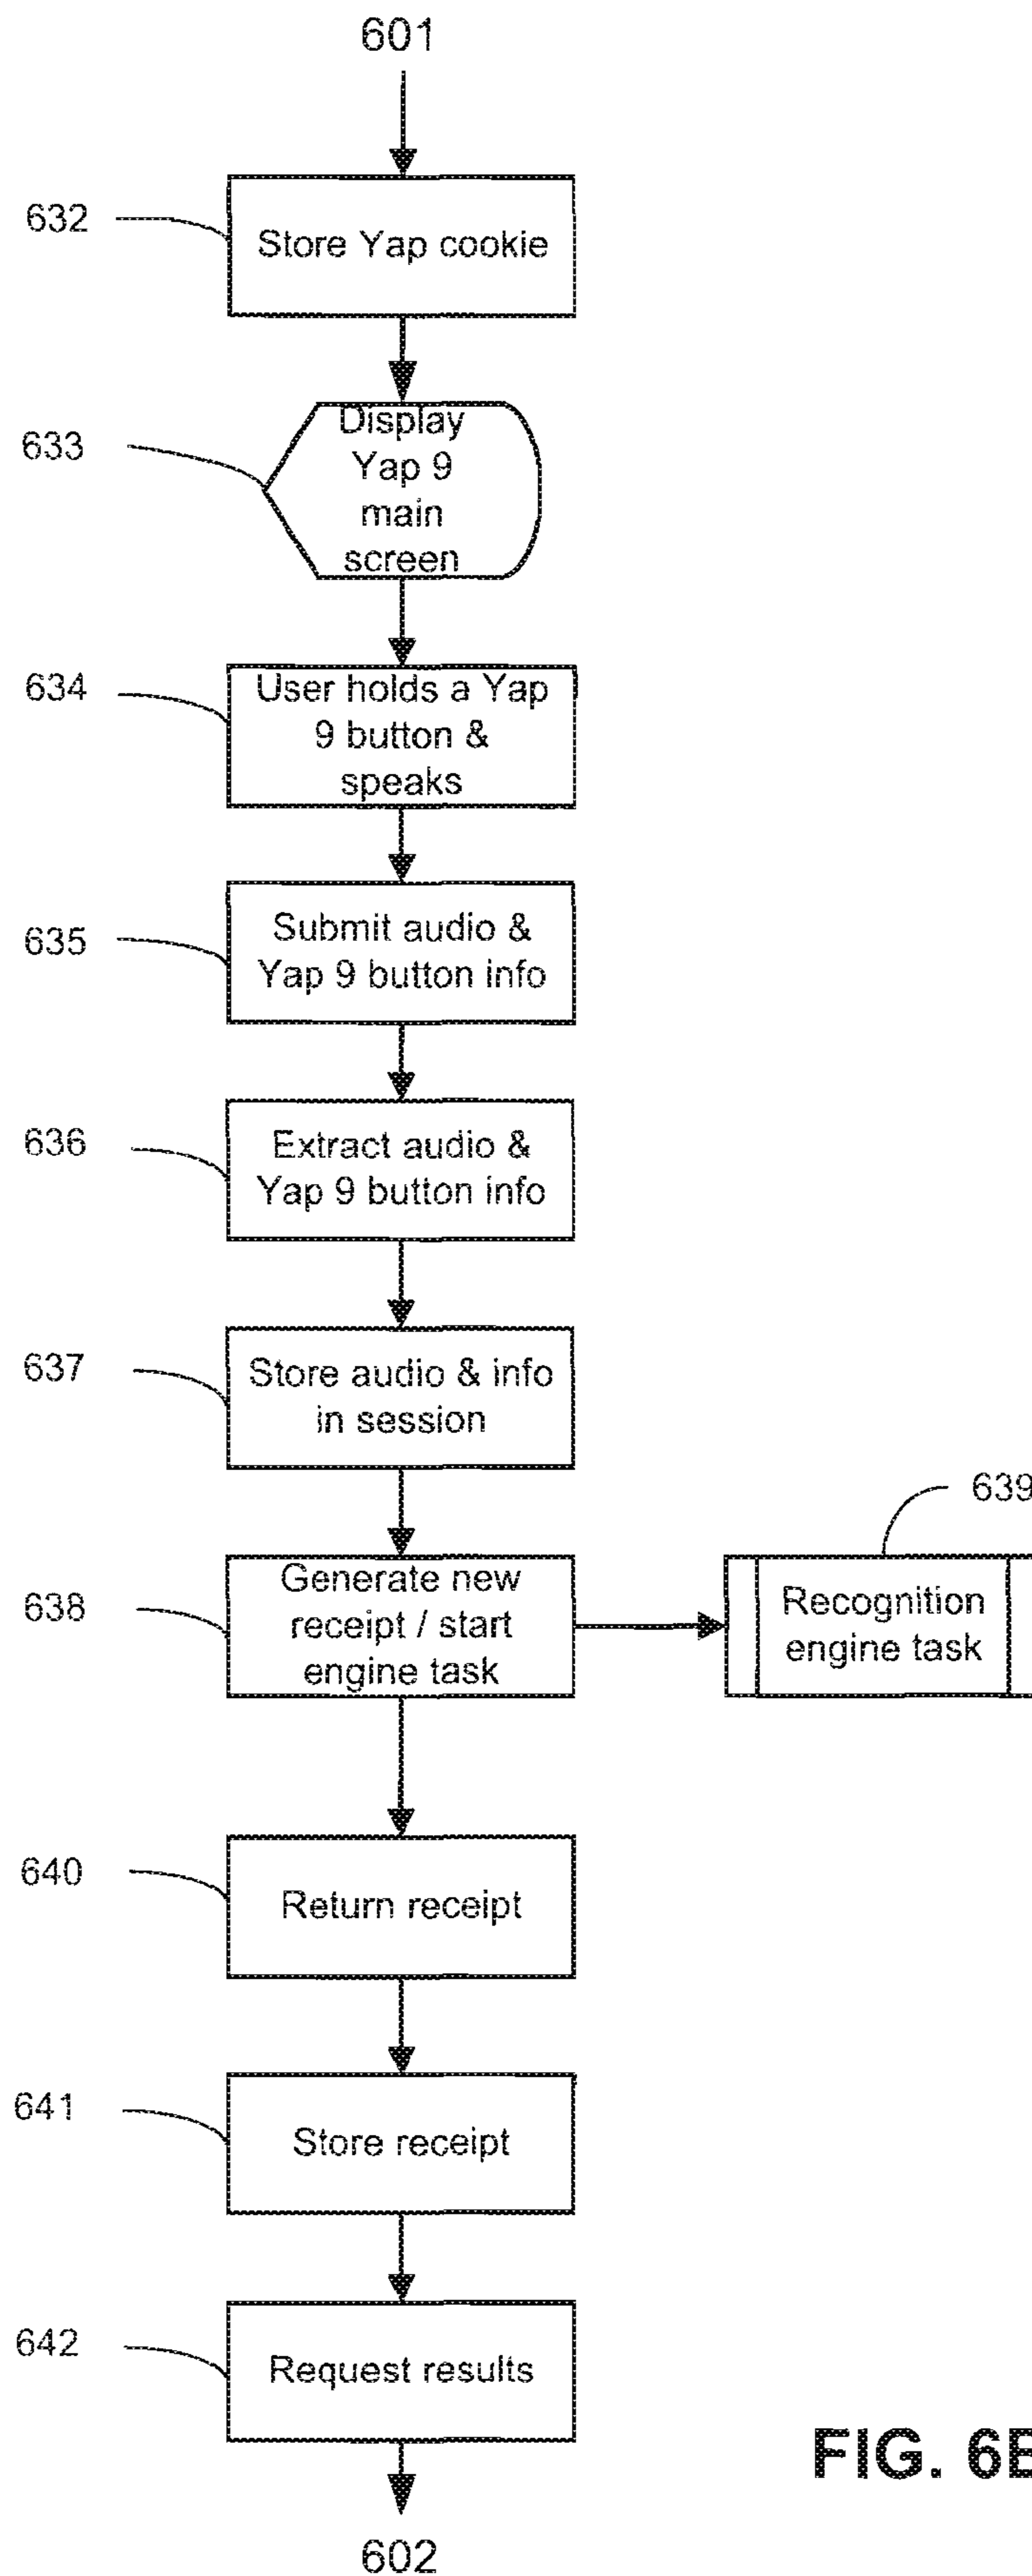 601
632
Store Yap cookie
633
Display
Yap 9
main
screen
634
User holds a Yap
9 button &
speaks
635
Submit audio &
Yap 9 button info
636
Extract audio &
Yap 9 button info
637
Store audio & info
in session
639
638
Generate new
receipt / start
engine task
Recognition
engine task
640
Return receipt
641
Store receipt
642
Request results
FIG. 6B
602